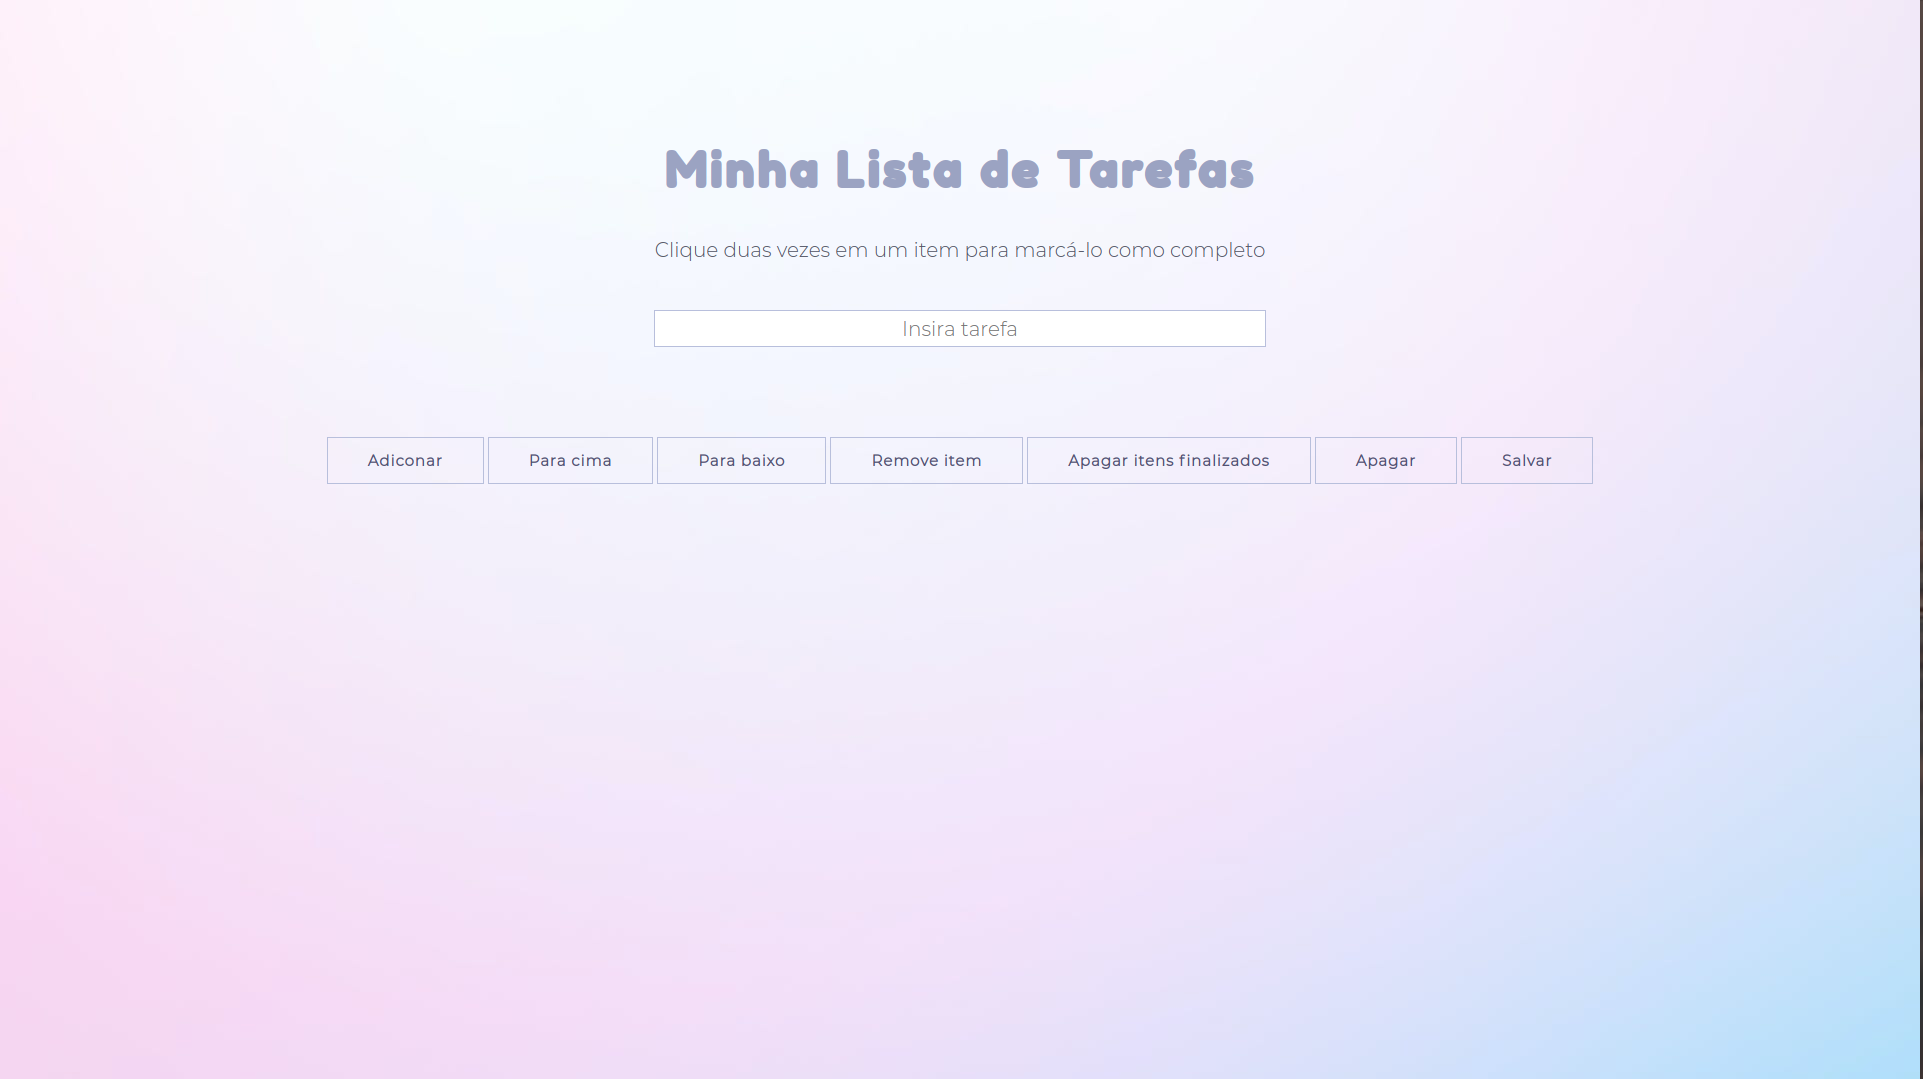 Minha Lista de Tarefas
Clique duas vezes em um item para marcá-lo como completo
Insira tarefa
Adiconar Para cima Para baixo Remove item Apagar itens finalizados Apagar Salvar